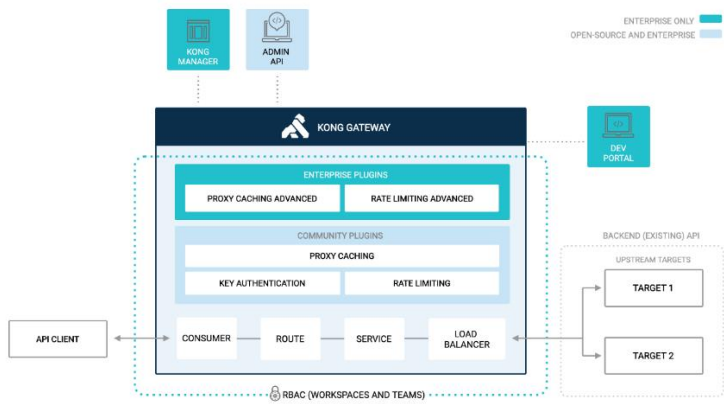 ENTERPRISE ONLY
OPEN-SOURCE AND ENTERPRISE
KONG
MANAGER
ADMIN
API
KONG GATEWAY
DEV
PORTAL
ENTERPRISE PLUGINS
PROXY CACHING ADVANCED
RATE LIMITING ADVANCED
COMMUNITY PLUGINS
PROXY CACHING
KEY AUTHENTICATION
RATE LIMITING
BACKEND (EXISTING) API
UPSTREAM TARGETS
TARGET 1
TARGET 2
API CLIENT
CONSUMER
ROUTE
SERVICE
LOAD
BALANCER
RBAC (WORKSPACES AND TEAMS)